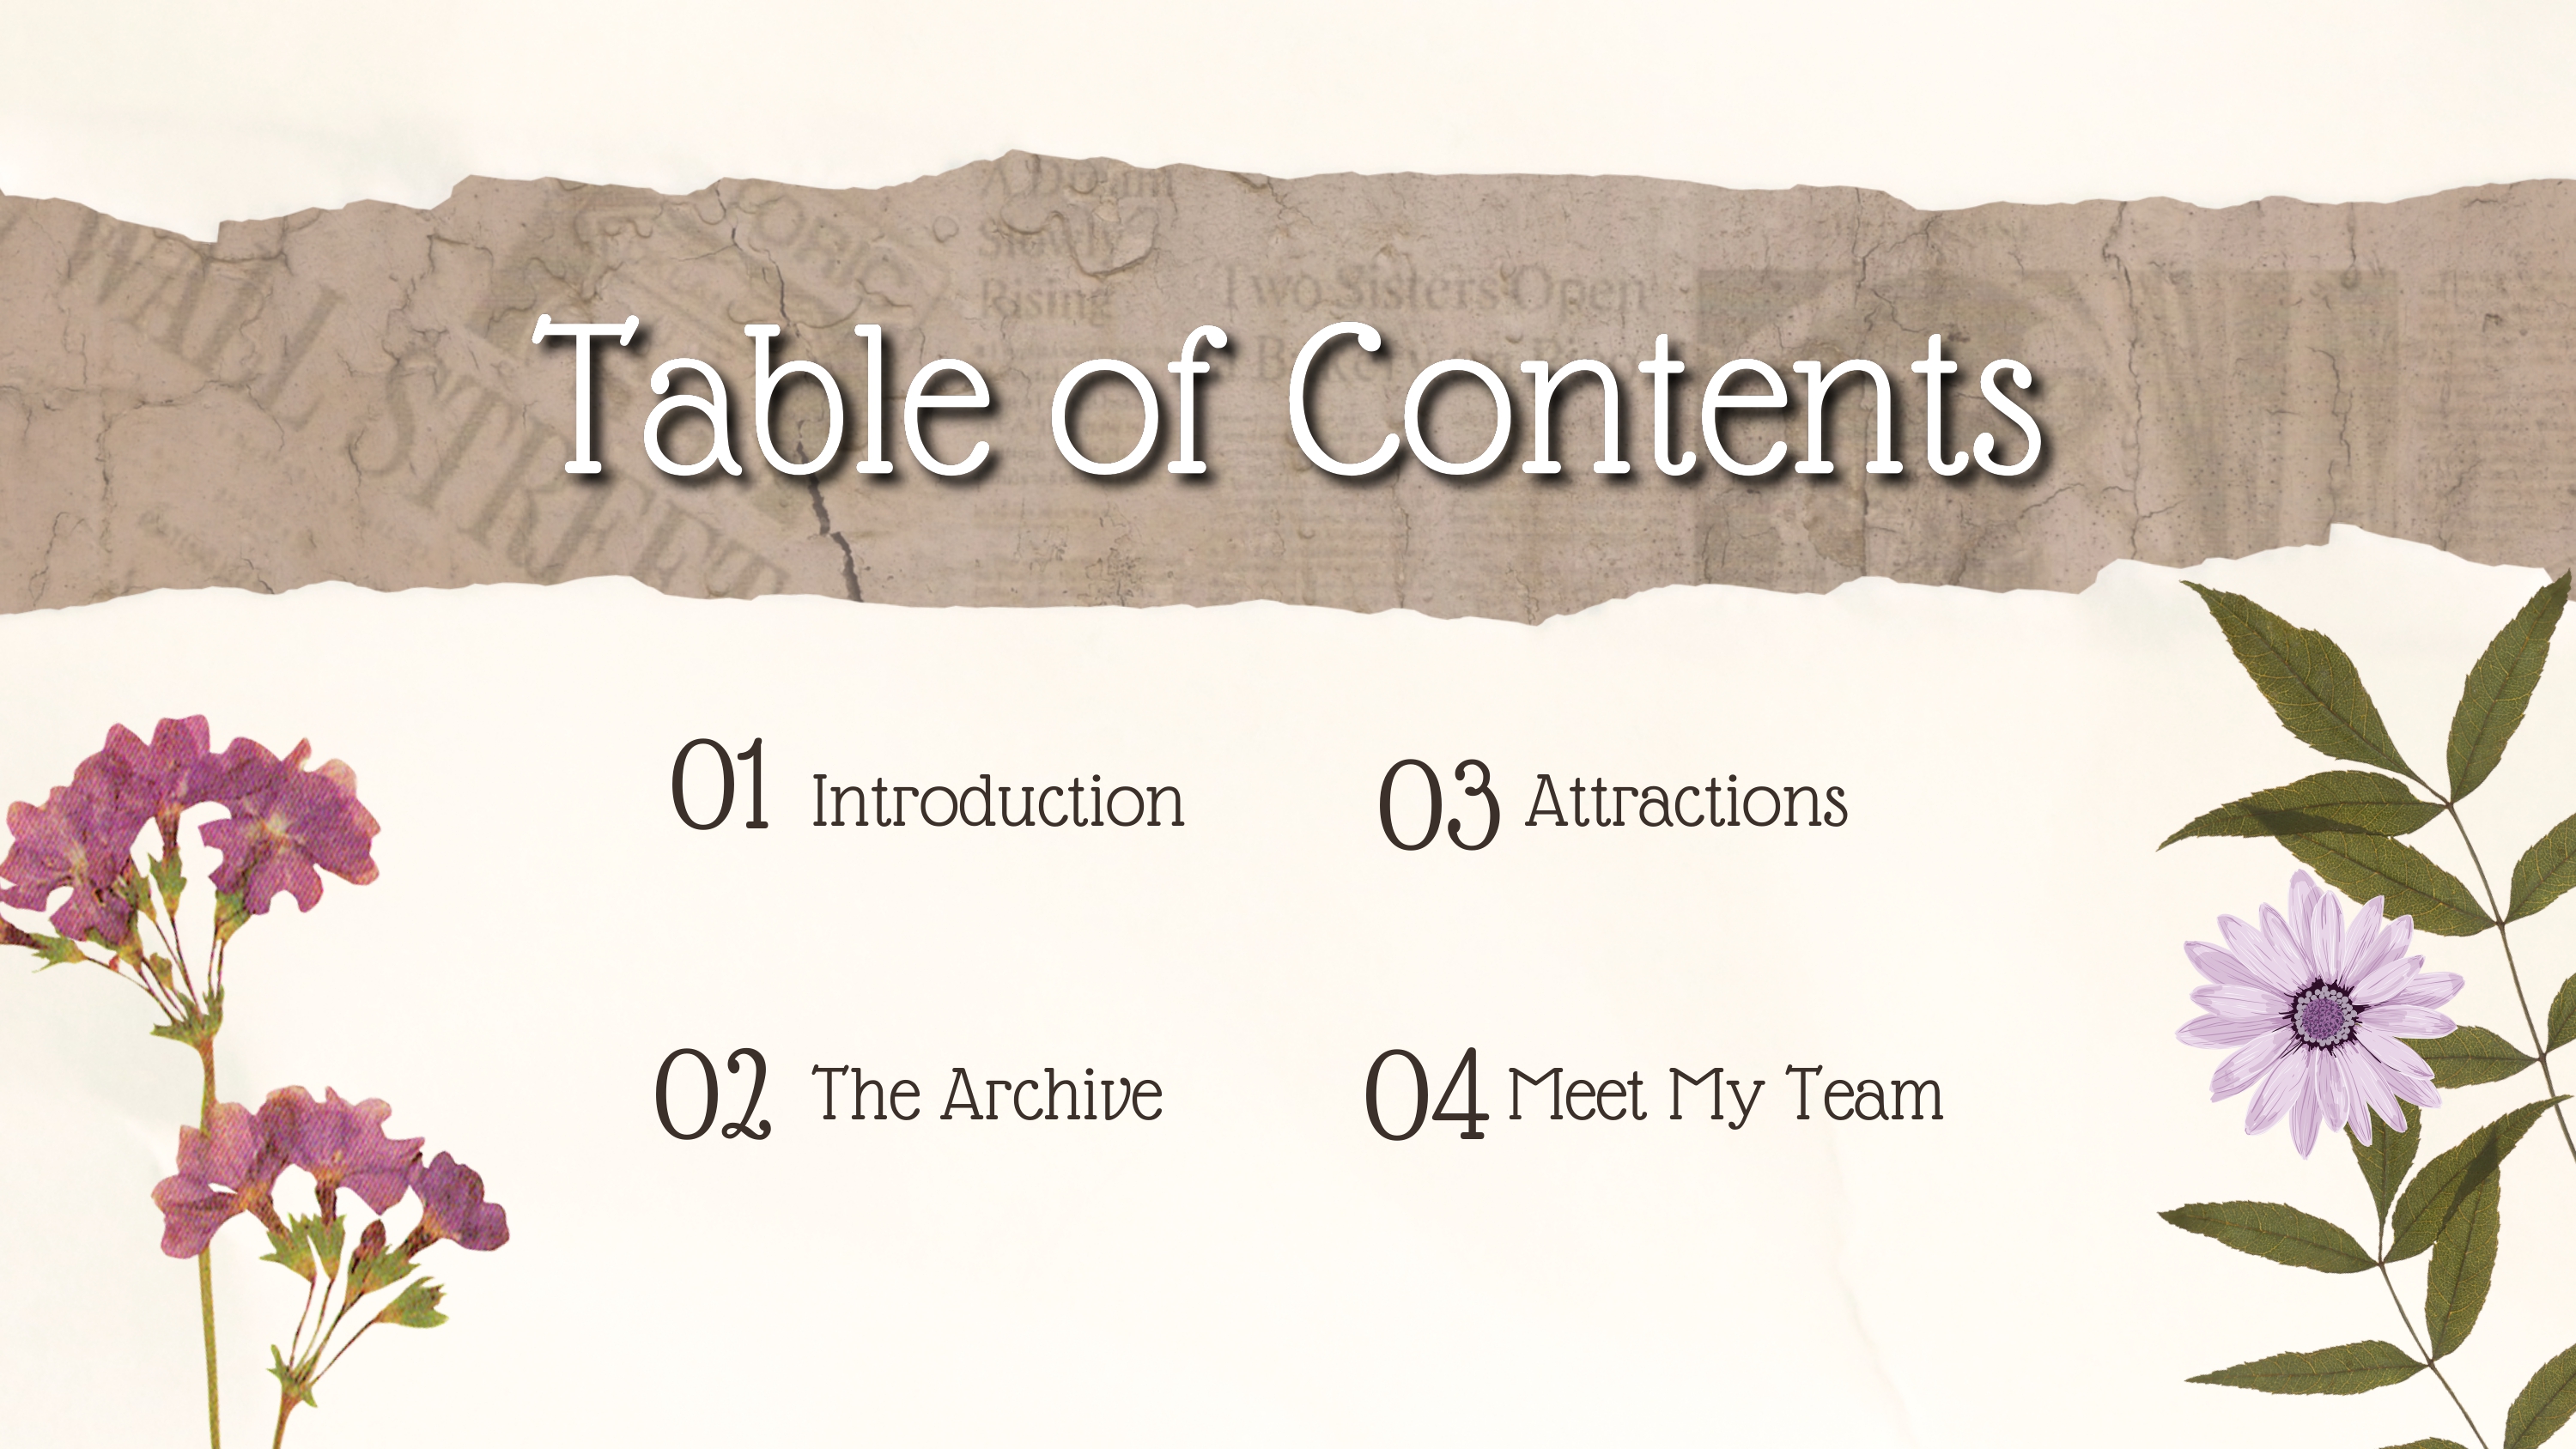 WALL STREET
A Dream
Slowly
Rising
Two Sisters Open
Table of Contents
01 Introduction
02 The Archive
03 Attractions
04 Meet My Team